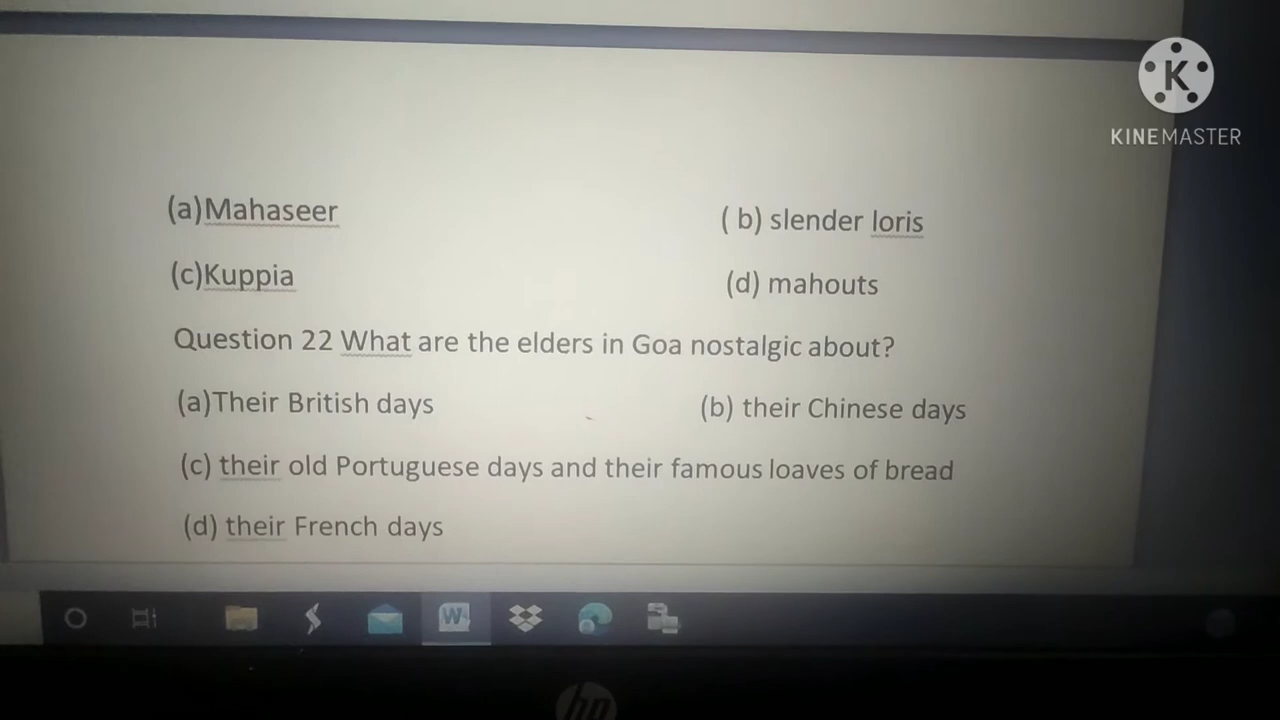 K
KINEMASTER
(a)Mahaseer ( b) slender loris
(c)Kuppia (d) mahouts
Question 22 What are the elders in Goa nostalgic about?
(a)Their British days (b) their Chinese days
(c) their old Portuguese days and their famous loaves of bread
(d) their French days
W
hp